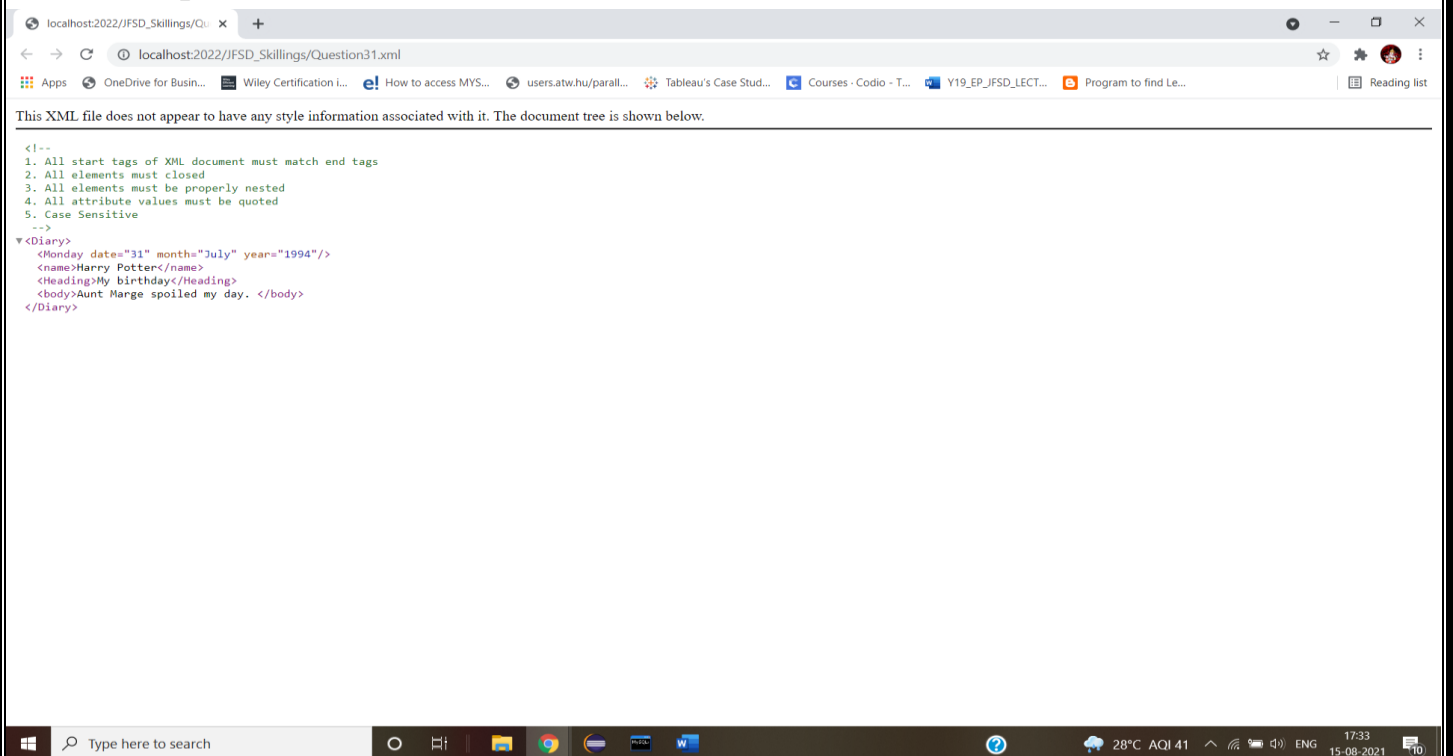 localhost:2022/JFSD_Skillings/Qu
localhost:2022/JFSD_Skillings/Question31.xml
Apps OneDrive for Busin... Wiley Certification i... How to access MYS... users.atw.hu/parall... Tableau's Case Stud... Courses - Codio - T... Y19_EP_JFSD_LECT... Program to find Le... Reading list
This XML file does not appear to have any style information associated with it. The document tree is shown below.
<!--
1. All start tags of XML document must match end tags
2. All elements must closed
3. All elements must be properly nested
4. All attribute values must be quoted
5. Case Sensitive
-->
▼<Diary>
<Monday date="31" month="July" year="1994"/>
<name>Harry Potter</name>
<Heading>My birthday</Heading>
<body>Aunt Marge spoiled my day. </body>
</Diary>
Type here to search 28°C AQI 41 ENG 17:33
15-08-2021 10